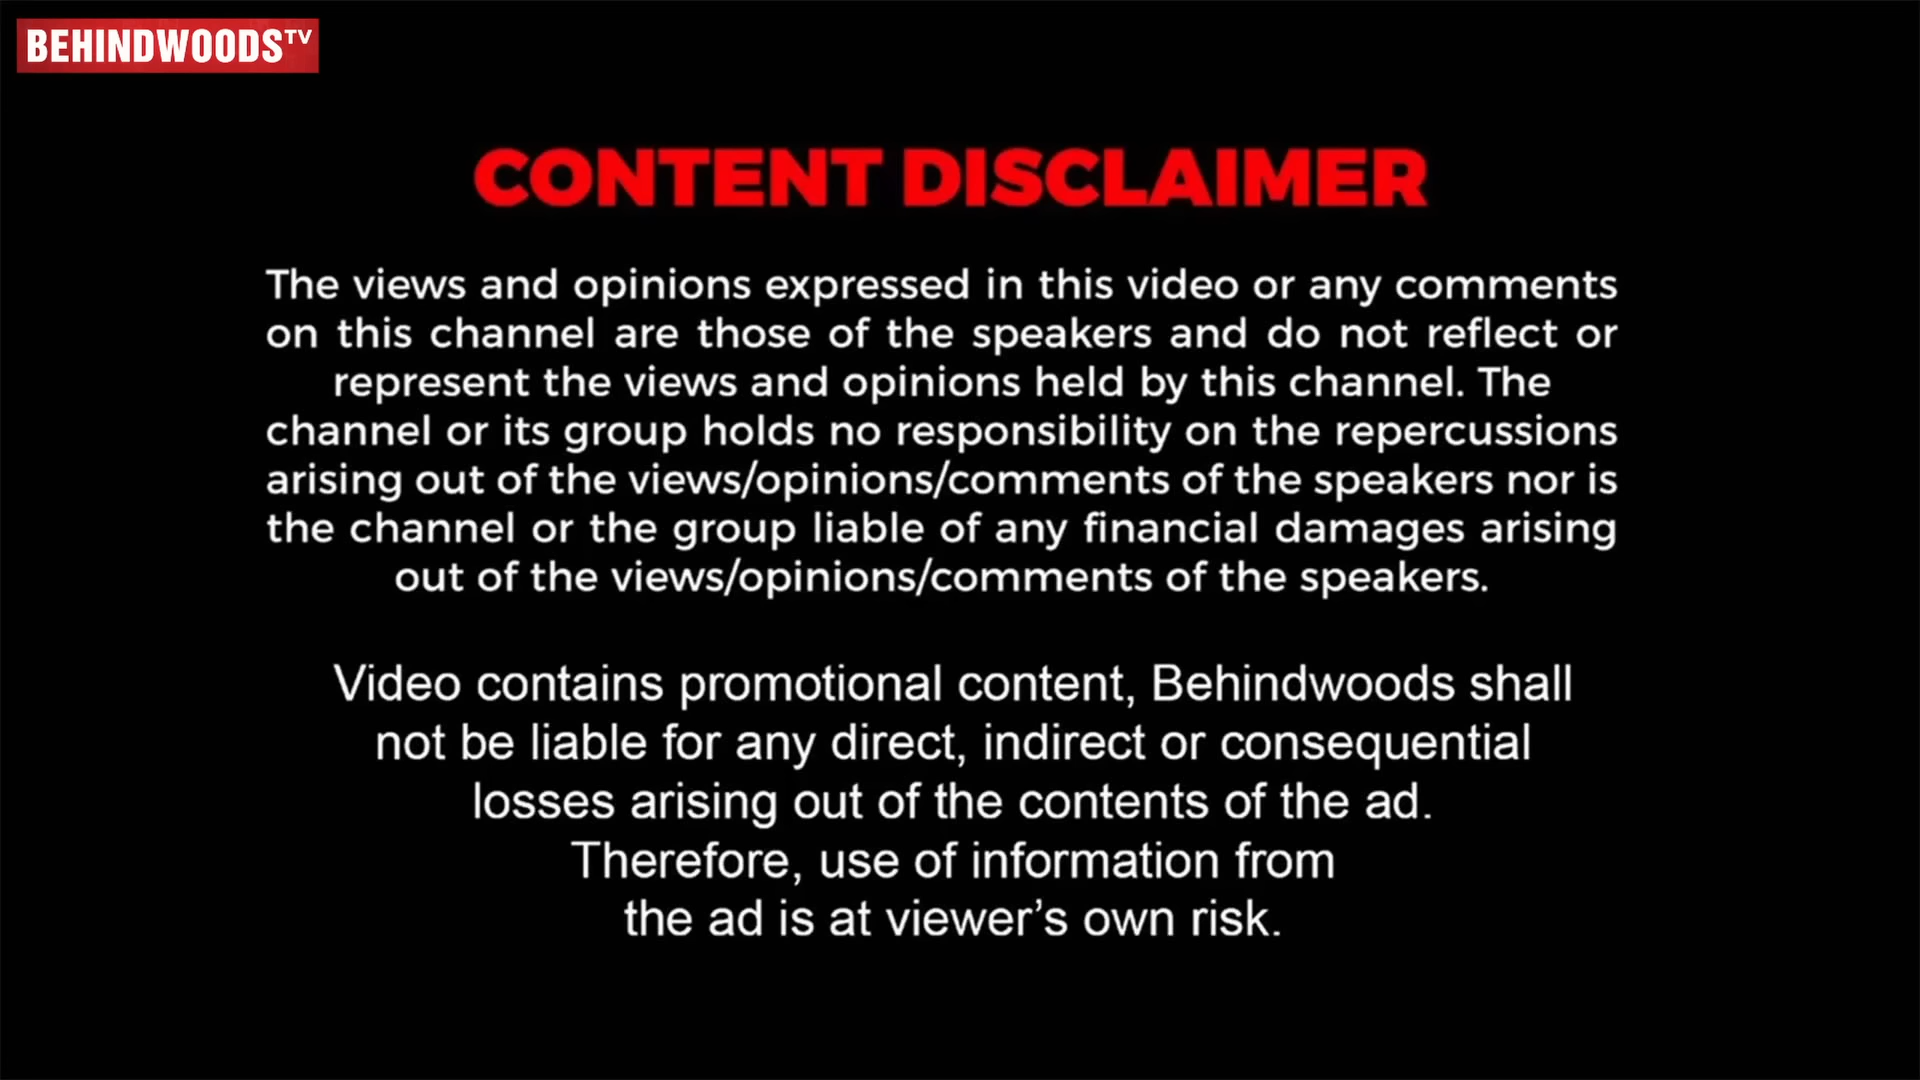 BEHINDWOODS TV
CONTENT DISCLAIMER
The views and opinions expressed in this video or any comments
on this channel are those of the speakers and do not reflect or
represent the views and opinions held by this channel. The
channel or its group holds no responsibility on the repercussions
arising out of the views/opinions/comments of the speakers nor is
the channel or the group liable of any financial damages arising
out of the views/opinions/comments of the speakers.
Video contains promotional content, Behindwoods shall
not be liable for any direct, indirect or consequential
losses arising out of the contents of the ad.
Therefore, use of information from
the ad is at viewer’s own risk.